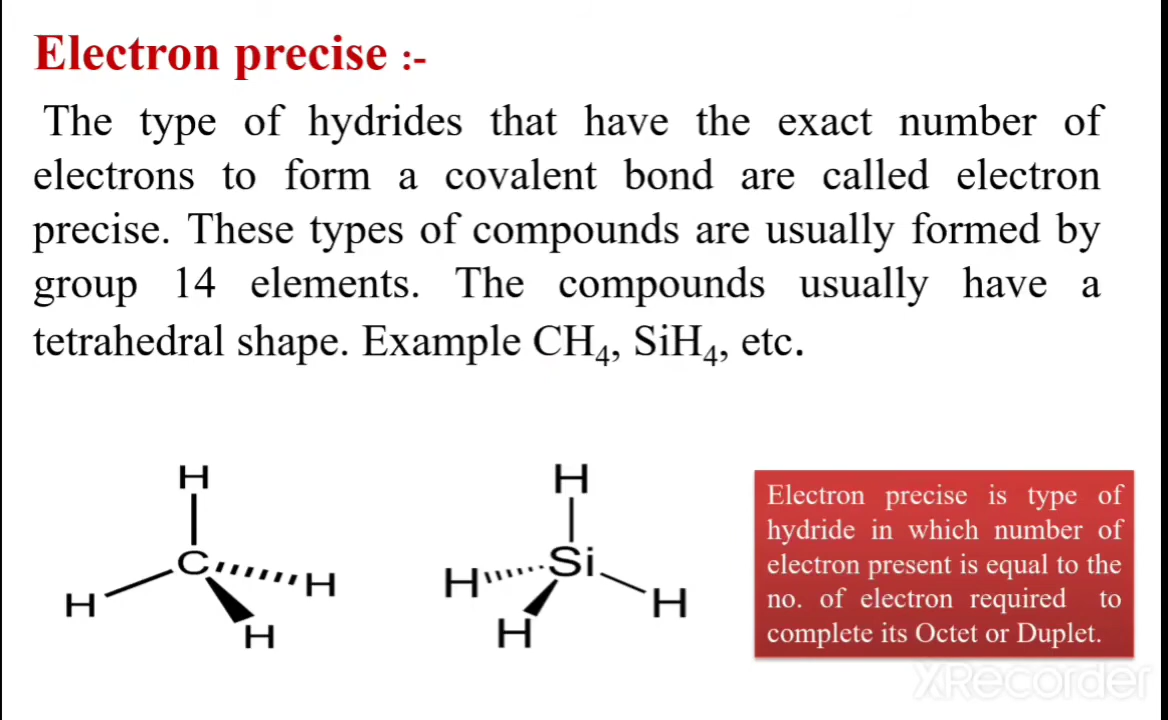 Electron precise :-
The type of hydrides that have the exact number of
electrons to form a covalent bond are called electron
precise. These types of compounds are usually formed by
group 14 elements. The compounds usually have a
tetrahedral shape. Example CH₄, SiH₄, etc.
H
C
H
H
H
H
Si
H
H
H
Electron precise is type of
hydride in which number of
electron present is equal to the
no. of electron required to
complete its Octet or Duplet.
XRecorder